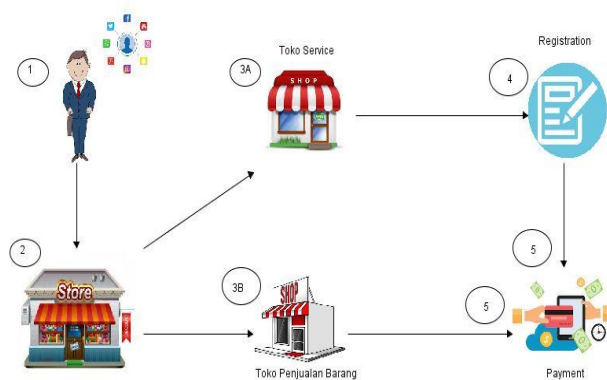 Toko Service
Registration
1
3A
SHOP
4
2
Store
3B
SHOP
5
5
Toko Penjualan Barang
Payment